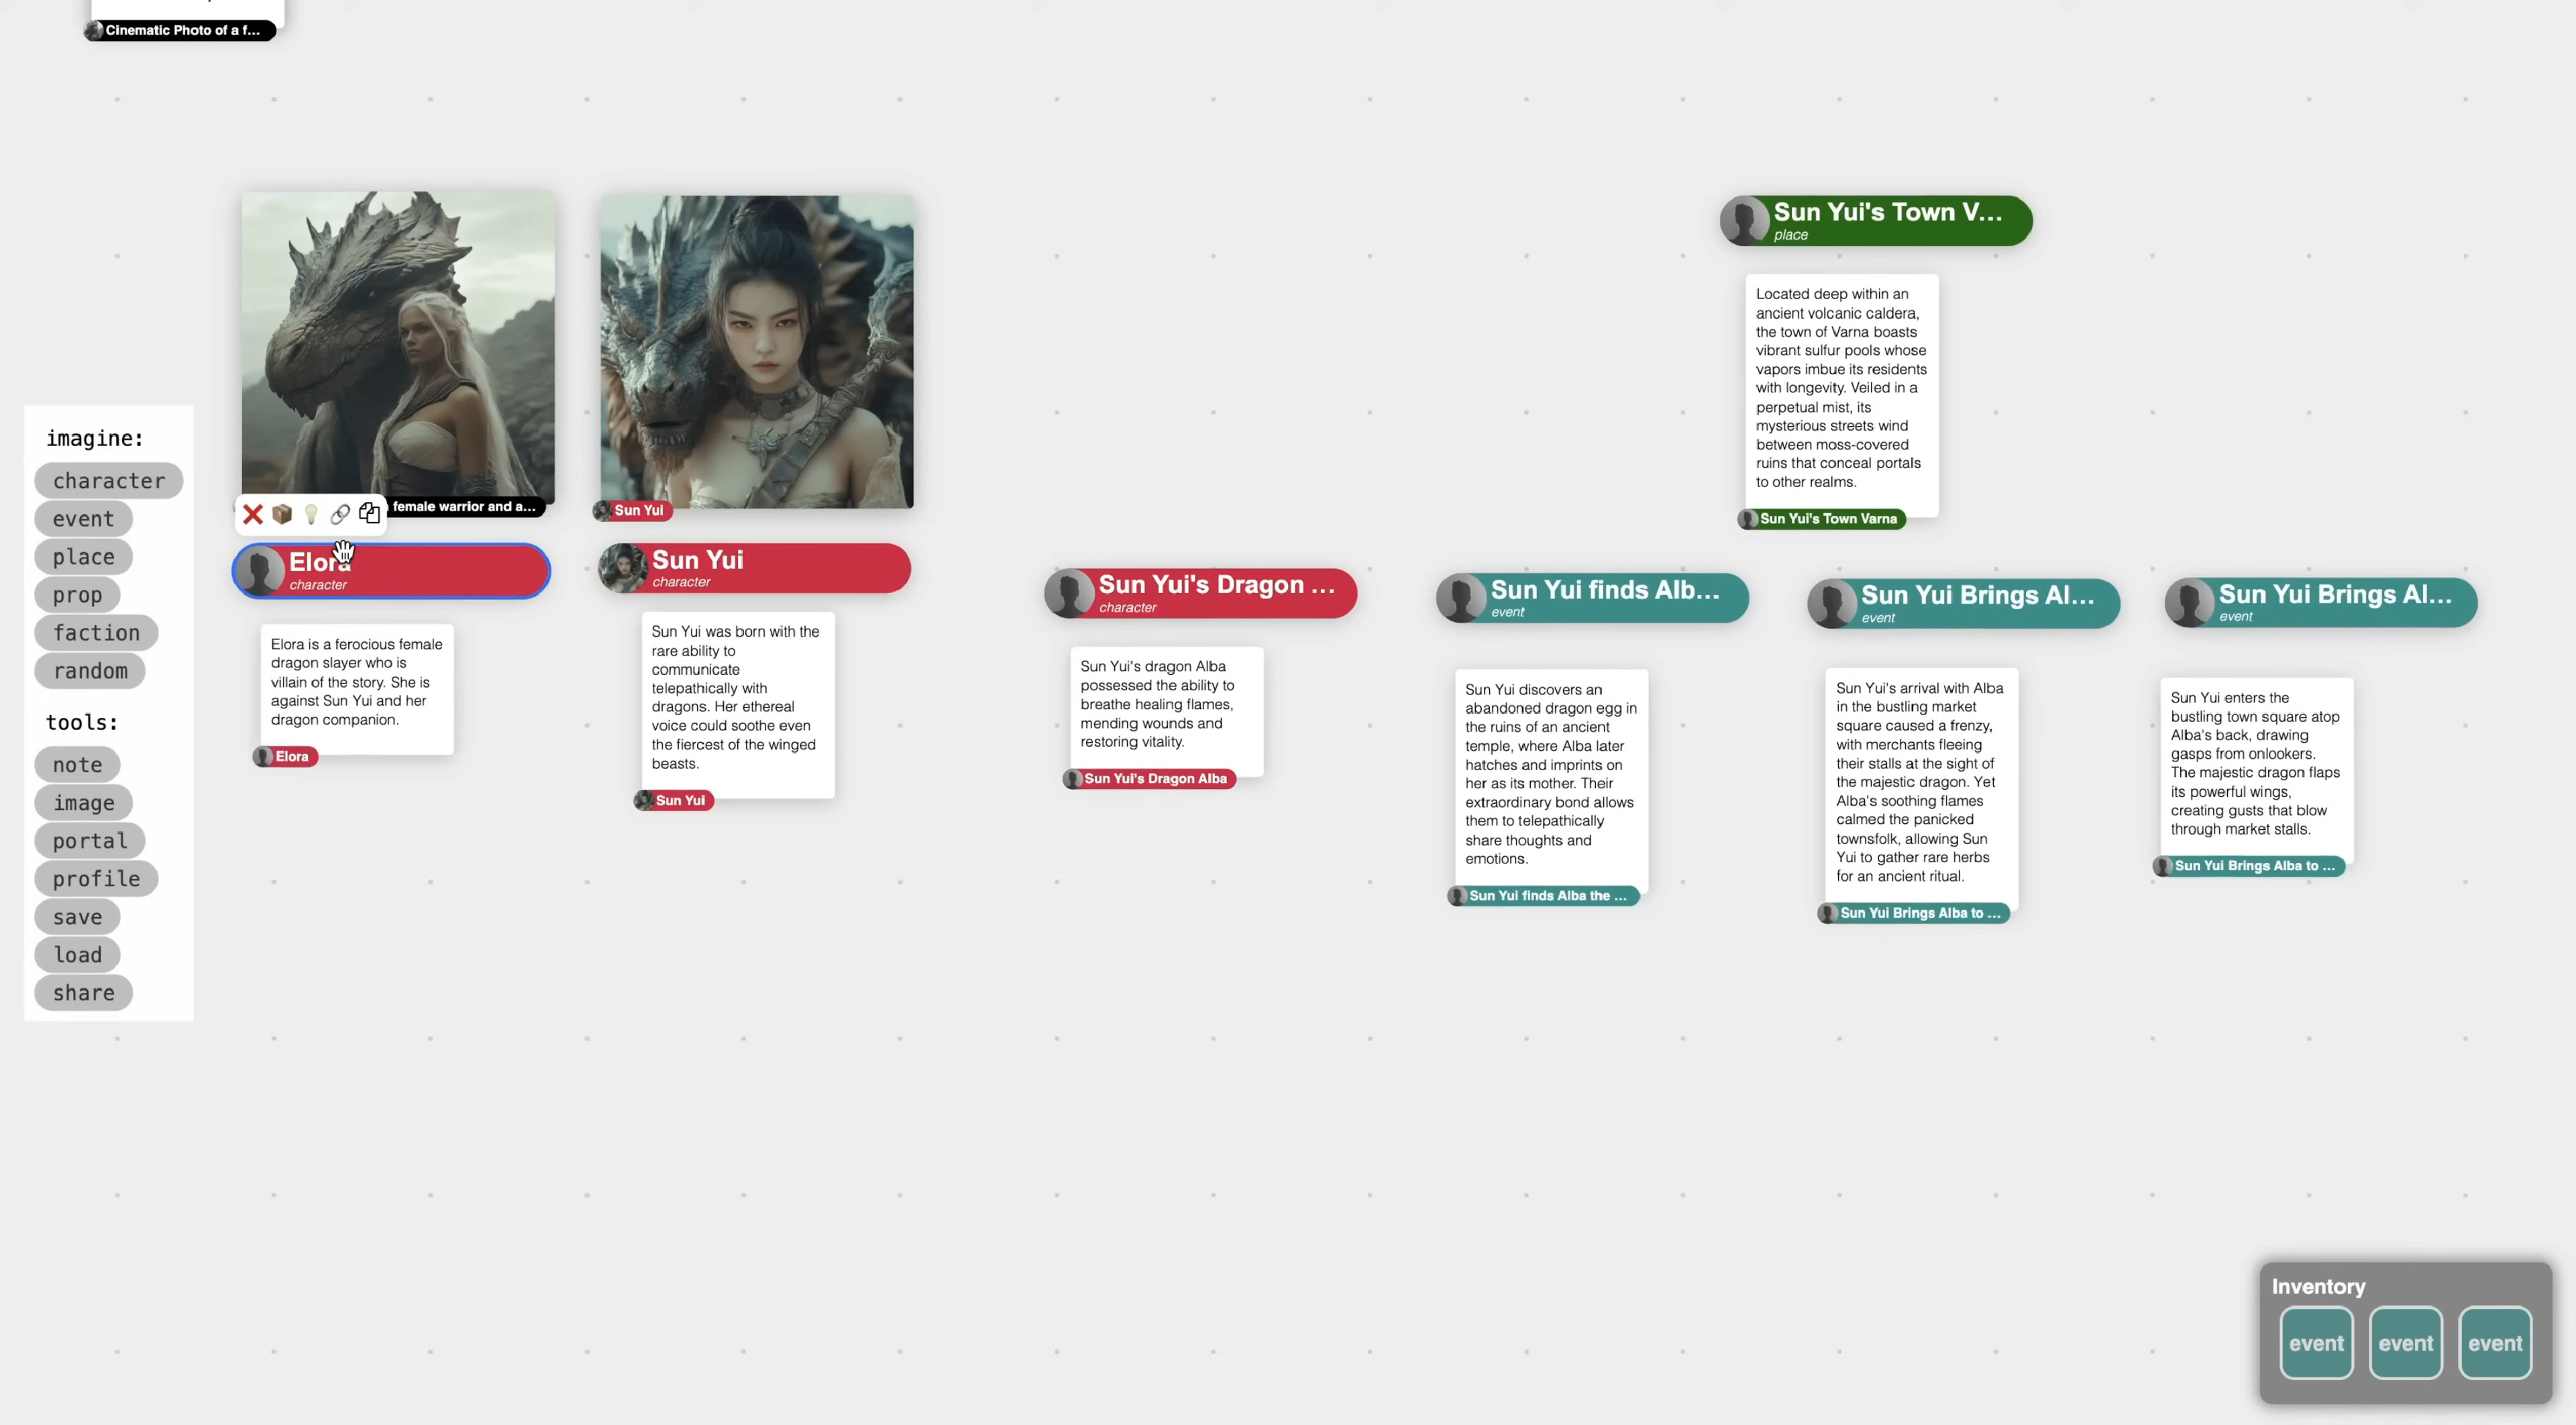 Cinematic Photo of a f...
imagine:
character
event
place
prop
faction
random
tools:
note
image
portal
profile
save
load
share
female warrior and a...
Elora
character
Elora is a ferocious female
dragon slayer who is
villain of the story. She is
against Sun Yui and her
dragon companion.
Elora
Sun Yui
Sun Yui
character
Sun Yui was born with the
rare ability to
communicate
telepathically with
dragons. Her ethereal
voice could soothe even
the fiercest of the winged
beasts.
Sun Yui
Sun Yui's Dragon ...
character
Sun Yui's dragon Alba
possessed the ability to
breathe healing flames,
mending wounds and
restoring vitality.
Sun Yui's Dragon Alba
Sun Yui finds Alb...
event
Sun Yui discovers an
abandoned dragon egg in
the ruins of an ancient
temple, where Alba later
hatches and imprints on
her as its mother. Their
extraordinary bond allows
them to telepathically
share thoughts and
emotions.
Sun Yui finds Alba the ...
Sun Yui's Town V...
place
Located deep within an
ancient volcanic caldera,
the town of Varna boasts
vibrant sulfur pools whose
vapors imbue its residents
with longevity. Veiled in a
perpetual mist, its
mysterious streets wind
between moss-covered
ruins that conceal portals
to other realms.
Sun Yui's Town Varna
Sun Yui Brings Al...
event
Sun Yui's arrival with Alba
in the bustling market
square caused a frenzy,
with merchants fleeing
their stalls at the sight of
the majestic dragon. Yet
Alba's soothing flames
calmed the panicked
townsfolk, allowing Sun
Yui to gather rare herbs
for an ancient ritual.
Sun Yui Brings Alba to ...
Sun Yui Brings Al...
event
Sun Yui enters the
bustling town square atop
Alba's back, drawing
gasps from onlookers.
The majestic dragon flaps
its powerful wings,
creating gusts that blow
through market stalls.
Sun Yui Brings Alba to ...
Inventory
event event event